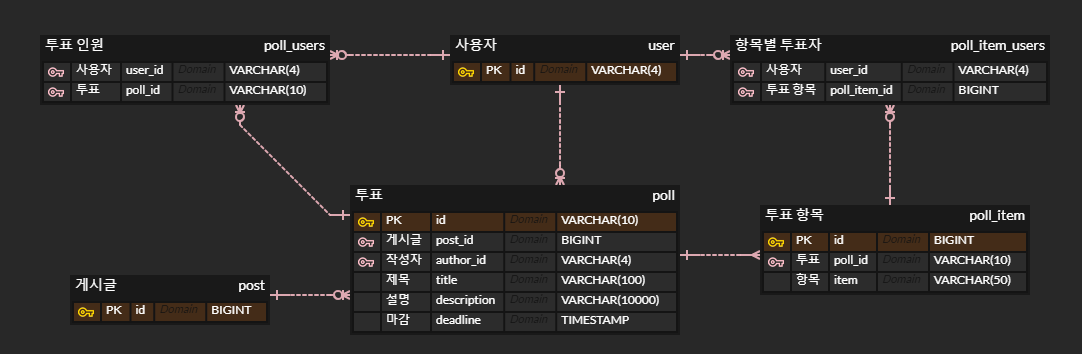 투표 인원 poll_users
사용자 user_id Domain VARCHAR(4)
투표 poll_id Domain VARCHAR(10)
사용자 user
PK id Domain VARCHAR(4)
항목별 투표자 poll_item_users
사용자 user_id Domain VARCHAR(4)
투표 항목 poll_item_id Domain BIGINT
투표 poll
PK id Domain VARCHAR(10)
게시글 post_id Domain BIGINT
작성자 author_id Domain VARCHAR(4)
제목 title Domain VARCHAR(100)
설명 description Domain VARCHAR(10000)
마감 deadline Domain TIMESTAMP
투표 항목 poll_item
PK id Domain BIGINT
투표 poll_id Domain VARCHAR(10)
항목 item Domain VARCHAR(50)
게시글 post
PK id Domain BIGINT